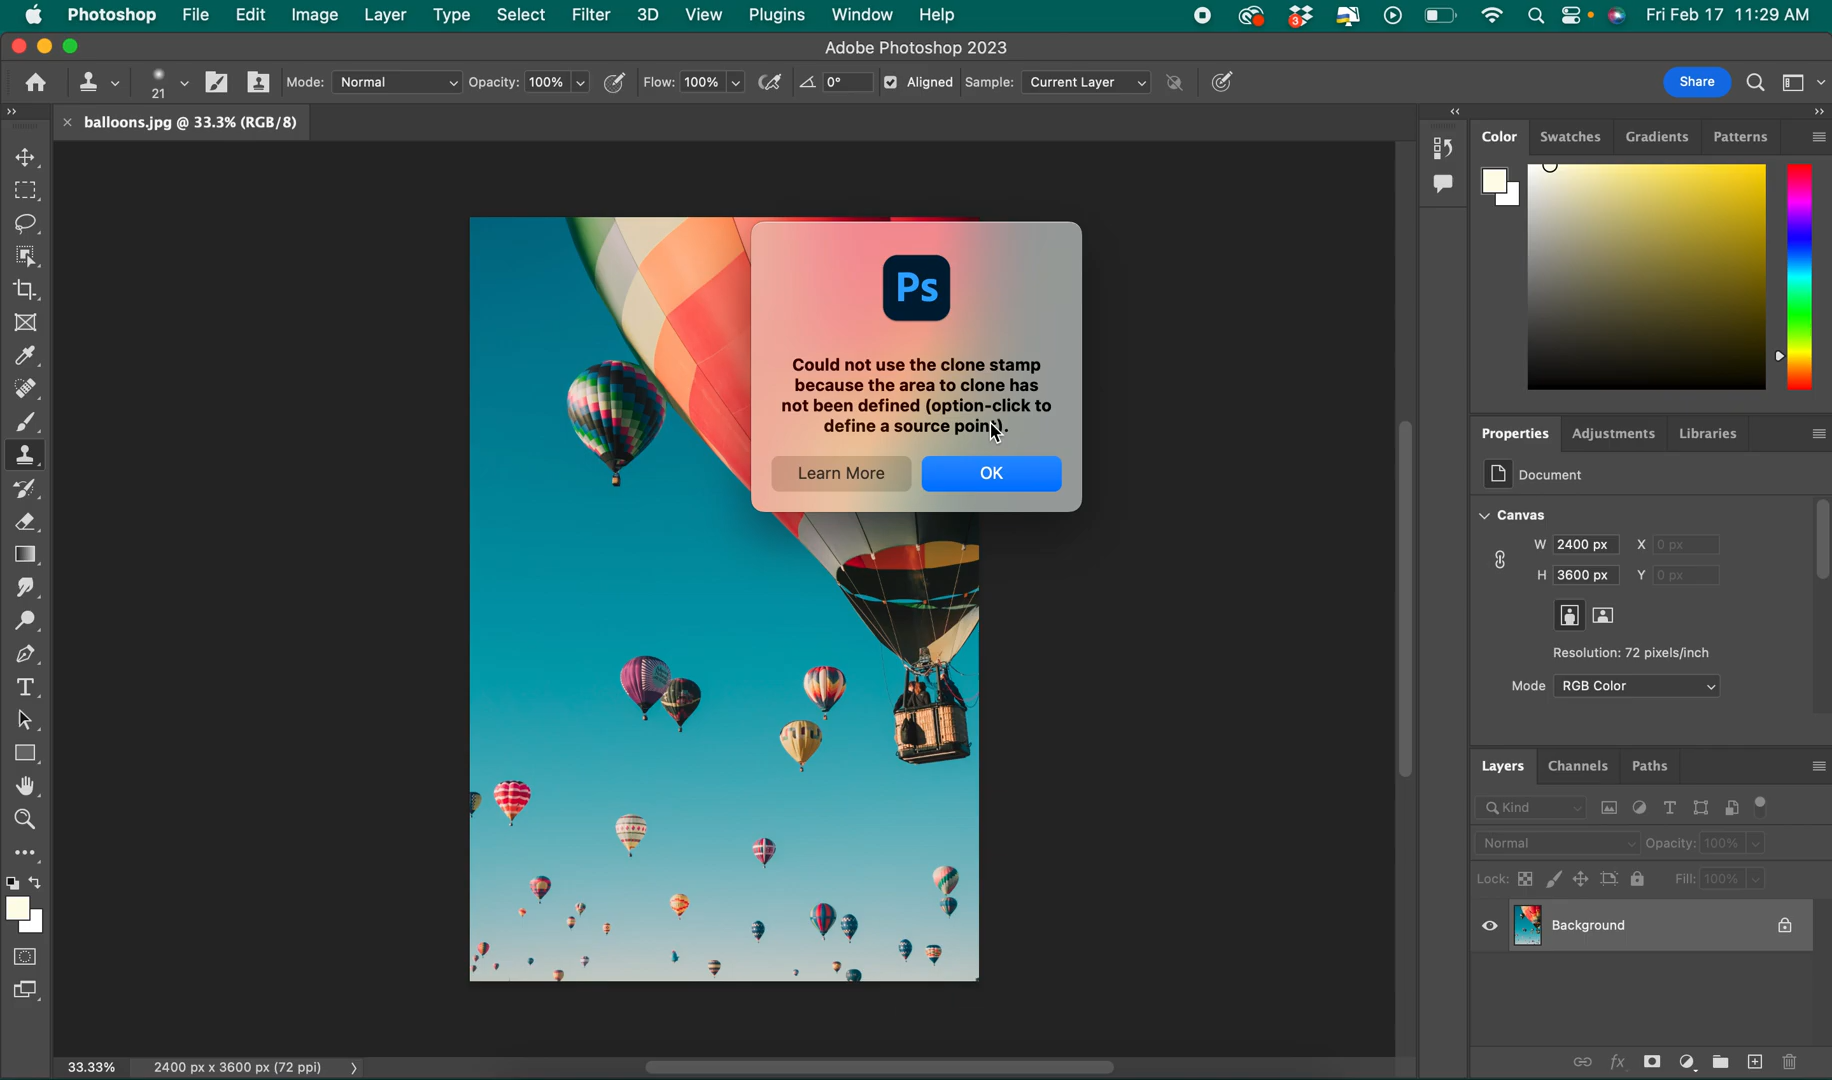 Photoshop File Edit Image Layer Type Select Filter 3D View Plugins Window Help 3 Fri Feb 17 11:29 AM
Adobe Photoshop 2023
21 Mode: Normal Opacity: 100% Flow: 100% 0° Aligned Sample: Current Layer Share
balloons.jpg @ 33.3% (RGB/8)
Color Swatches Gradients Patterns
Ps
Could not use the clone stamp
because the area to clone has
not been defined (option-click to
define a source point).
Learn More OK
Properties Adjustments Libraries
Document
Canvas
W 2400 px X 0 px
H 3600 px Y 0 px
Resolution: 72 pixels/inch
Mode RGB Color
Layers Channels Paths
Kind
Normal Opacity: 100%
Lock: Fill: 100%
Background
fx
33.33% 2400 px x 3600 px (72 ppi)